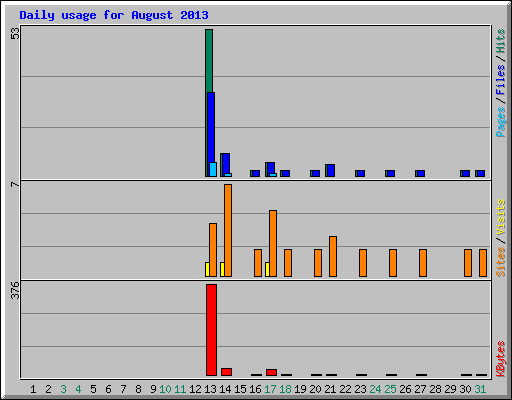 Daily usage for August 2013
53
Pages / Files / Hits
7
Sites / Visits
376
KBytes
1 2 3 4 5 6 7 8 9 10 11 12 13 14 15 16 17 18 19 20 21 22 23 24 25 26 27 28 29 30 31